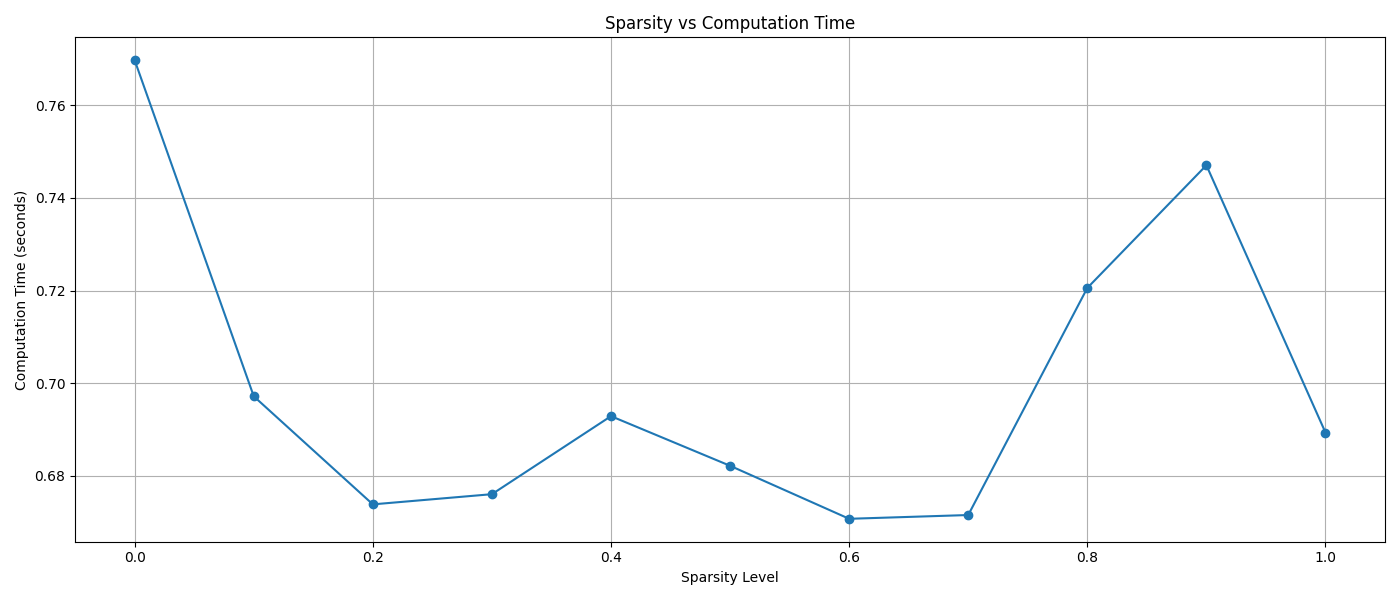 Sparsity vs Computation Time
Computation Time (seconds)
0.76
0.74
0.72
0.70
0.68
0.0 0.2 0.4 0.6 0.8 1.0
Sparsity Level